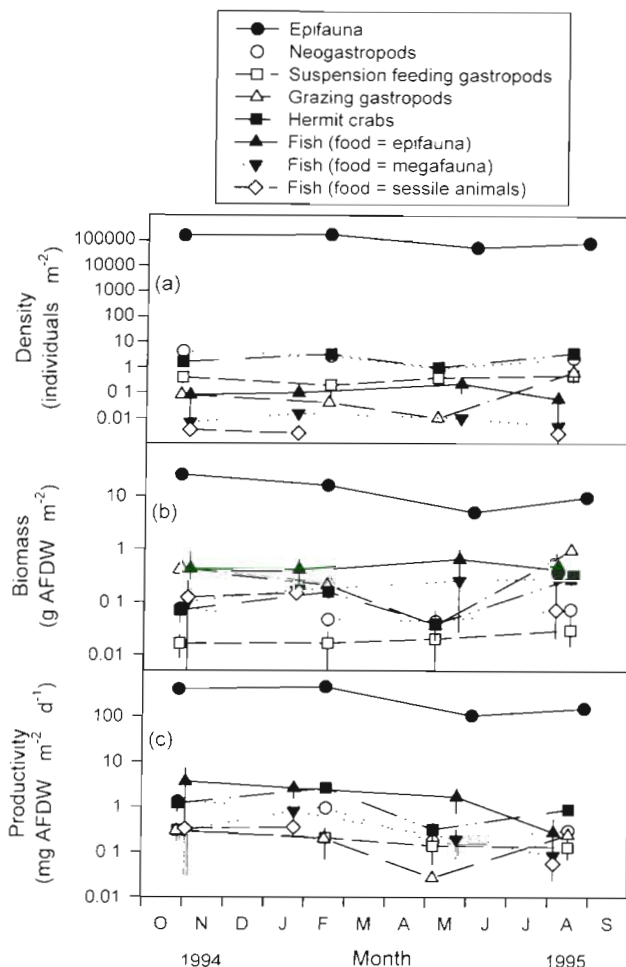 Epifauna
Neogastropods
Suspension feeding gastropods
Grazing gastropods
Hermit crabs
Fish (food = epifauna)
Fish (food = megafauna)
Fish (food = sessile animals)
Density
(individuals m⁻²)
100000
10000
1000
100
10
1
0.1
0.01
(a)
Biomass
(g AFDW m⁻²)
10
1
0.1
0.01
(b)
Productivity
(mg AFDW m⁻² d⁻¹)
100
10
1
0.1
0.01
(c)
O N D J F M A M J J A S
1994 Month 1995